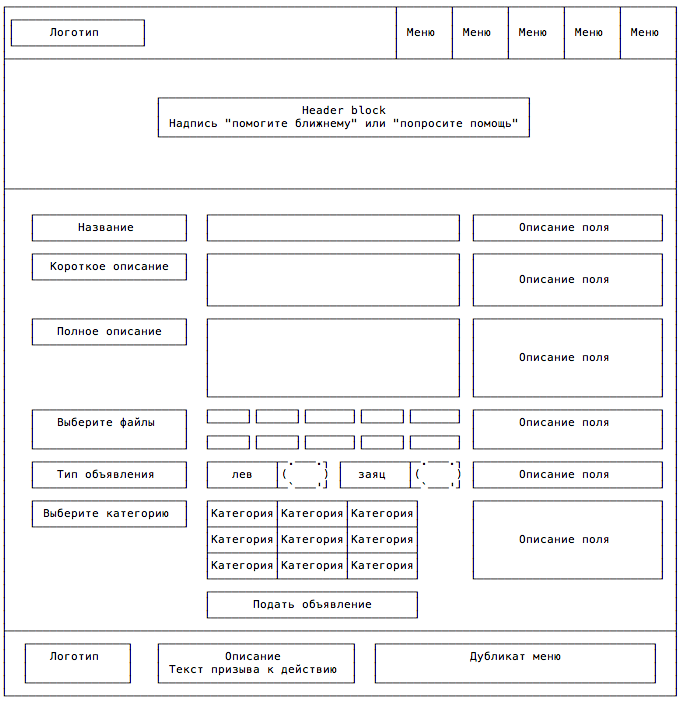 Логотип
Меню Меню Меню Меню Меню
Header block
Надпись "помогите ближнему" или "попросите помощь"
Название
Описание поля
Короткое описание
Описание поля
Полное описание
Описание поля
Выберите файлы
Описание поля
Тип объявления
лев
заяц
Описание поля
Выберите категорию
Категория Категория Категория
Категория Категория Категория
Категория Категория Категория
Описание поля
Подать объявление
Логотип
Описание
Текст призыва к действию
Дубликат меню